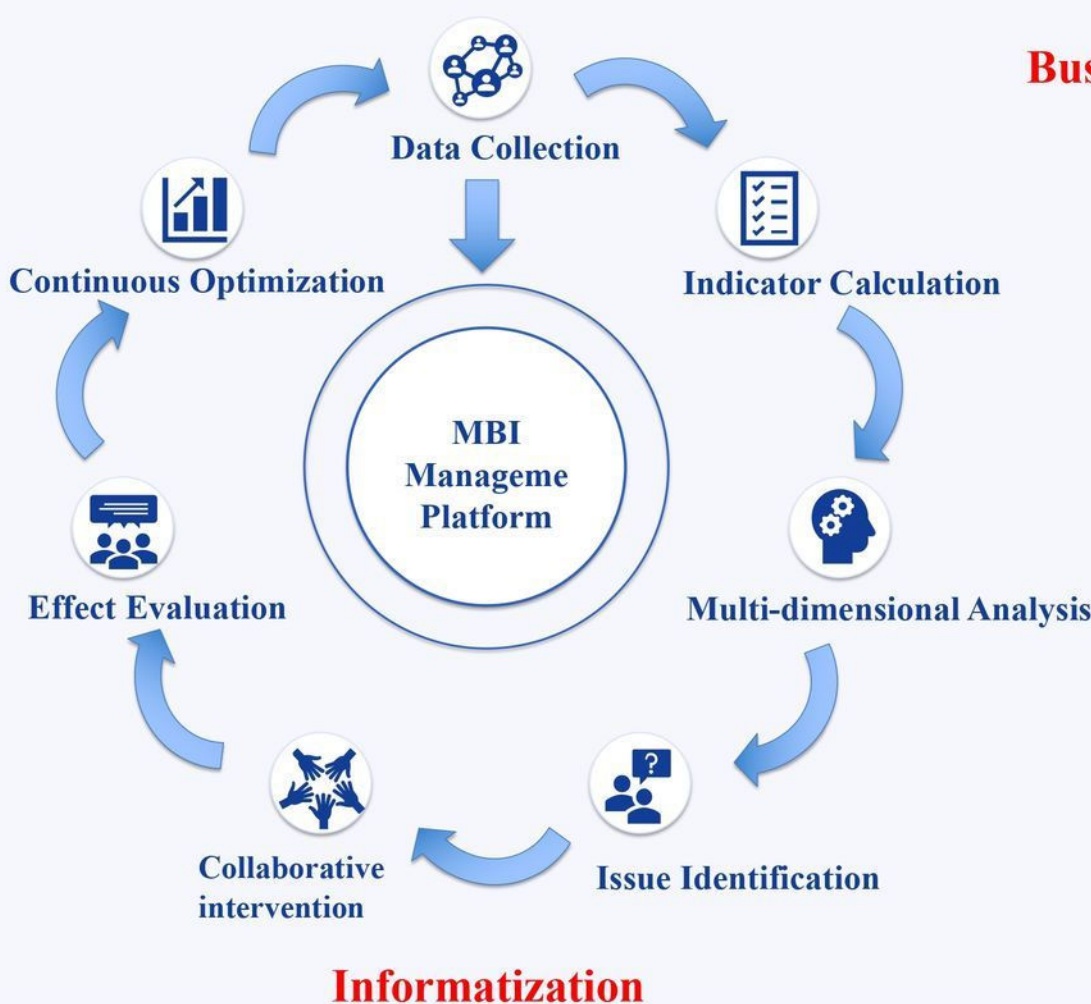 Bus
Data Collection
Continuous Optimization
Indicator Calculation
MBI
Manageme
Platform
Effect Evaluation
Multi-dimensional Analysis
Collaborative
intervention
Issue Identification
Informatization
?